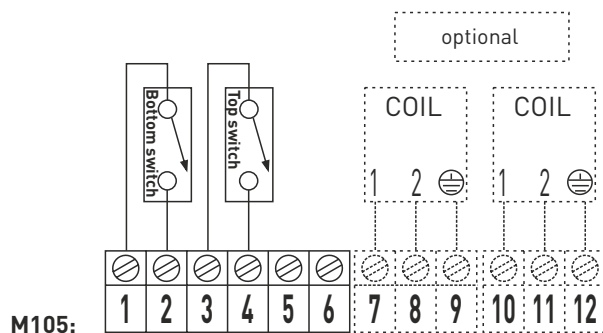 optional
Bottom switch
Top switch
COIL
COIL
1 2
1 2
1 2 3 4 5 6 7 8 9 10 11 12
M105: